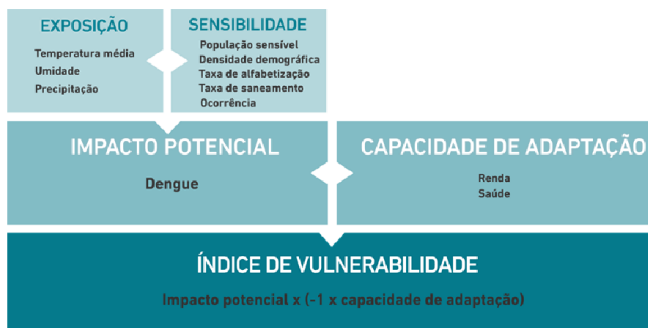 EXPOSIÇÃO
Temperatura média
Umidade
Precipitação
SENSIBILIDADE
População sensível
Densidade demográfica
Taxa de alfabetização
Taxa de saneamento
Ocorrência
IMPACTO POTENCIAL
Dengue
CAPACIDADE DE ADAPTAÇÃO
Renda
Saúde
ÍNDICE DE VULNERABILIDADE
Impacto potencial x (-1 x capacidade de adaptação)